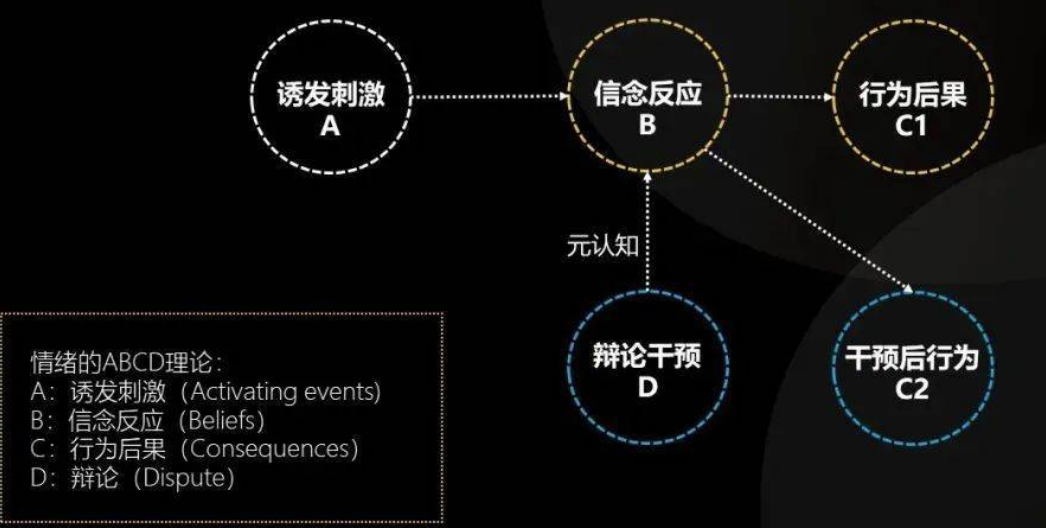 诱发刺激
A
信念反应
B
行为后果
C1
元认知
辩论干预
D
干预后行为
C2
情绪的ABCD理论:
A：诱发刺激（Activating events)
B：信念反应（Beliefs）
C：行为后果（Consequences）
D：辩论（Dispute）